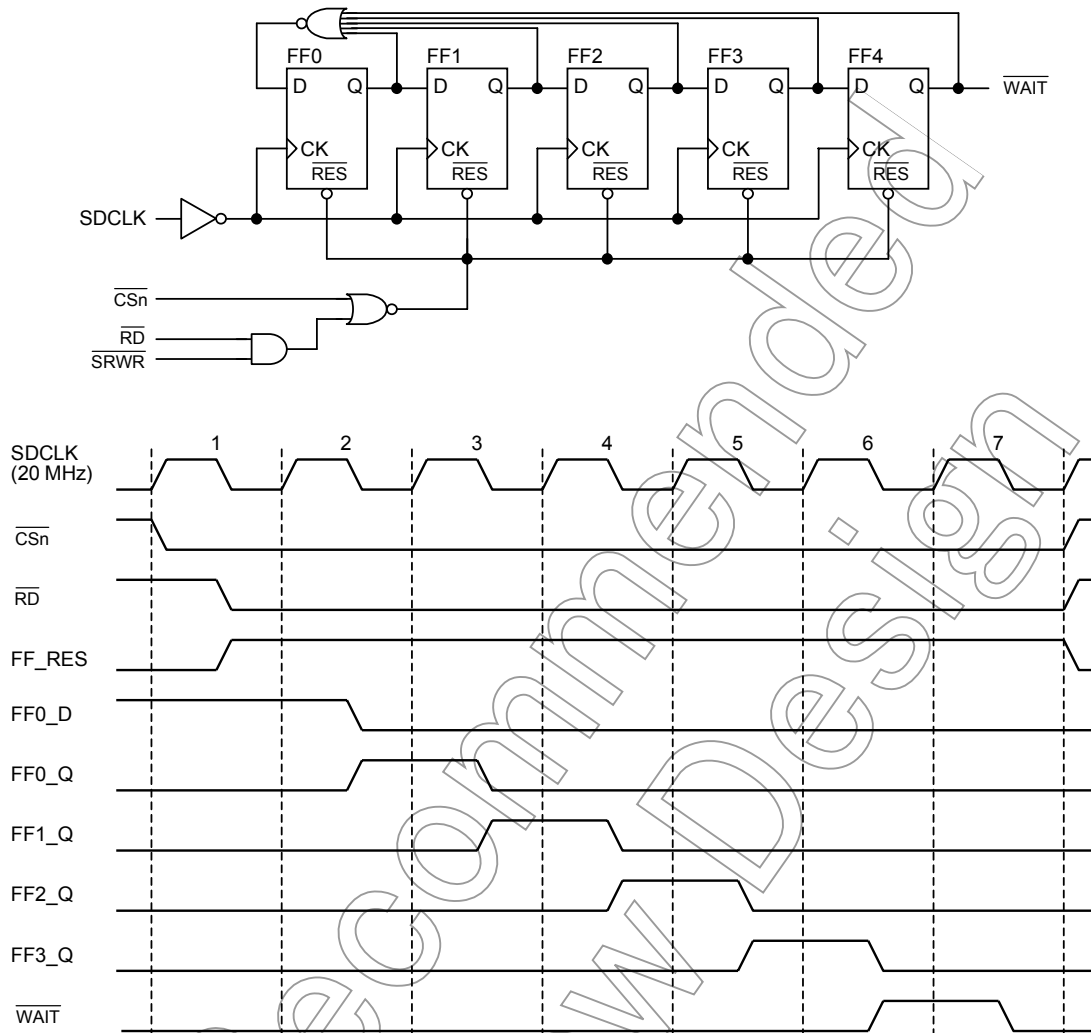 FF0 FF1 FF2 FF3 FF4
D Q D Q D Q D Q D Q
WAIT
CK CK CK CK CK
RES RES RES RES RES
SDCLK
CSn
RD
SRWR
1 2 3 4 5 6 7
SDCLK
(20 MHz)
CSn
RD
FF_RES
FF0_D
FF0_Q
FF1_Q
FF2_Q
FF3_Q
WAIT
ecommended
w Design